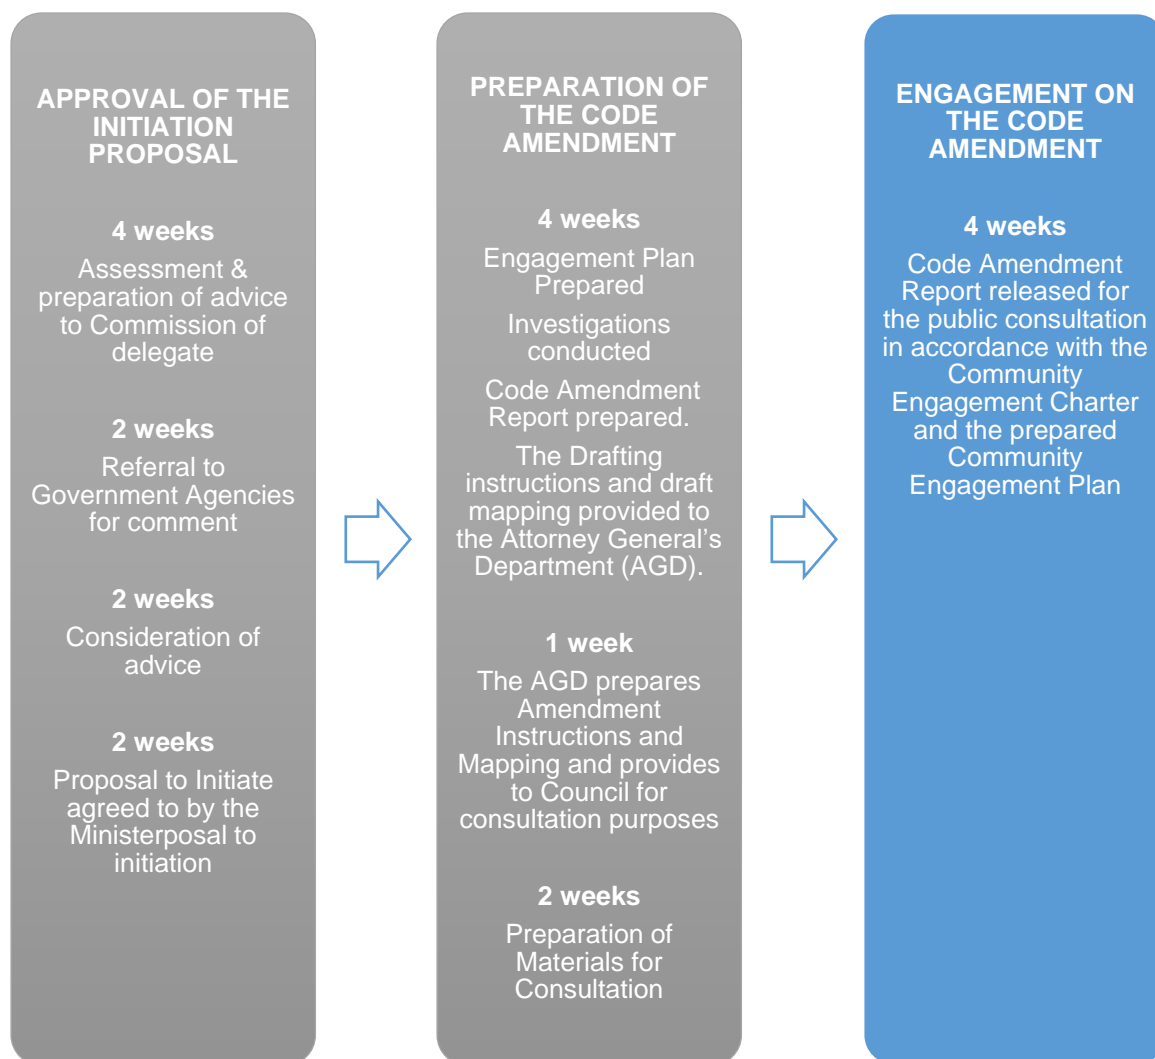 APPROVAL OF THE
INITIATION
PROPOSAL
4 weeks
Assessment &
preparation of advice
to Commission of
delegate
2 weeks
Referral to
Government Agencies
for comment
2 weeks
Consideration of
advice
2 weeks
Proposal to Initiate
agreed to by the
Ministerposal to
initiation
PREPARATION OF
THE CODE
AMENDMENT
4 weeks
Engagement Plan
Prepared
Investigations
conducted
Code Amendment
Report prepared.
The Drafting
instructions and draft
mapping provided to
the Attorney General’s
Department (AGD).
1 week
The AGD prepares
Amendment
Instructions and
Mapping and provides
to Council for
consultation purposes
2 weeks
Preparation of
Materials for
Consultation
ENGAGEMENT ON
THE CODE
AMENDMENT
4 weeks
Code Amendment
Report released for
the public consultation
in accordance with the
Community
Engagement Charter
and the prepared
Community
Engagement Plan